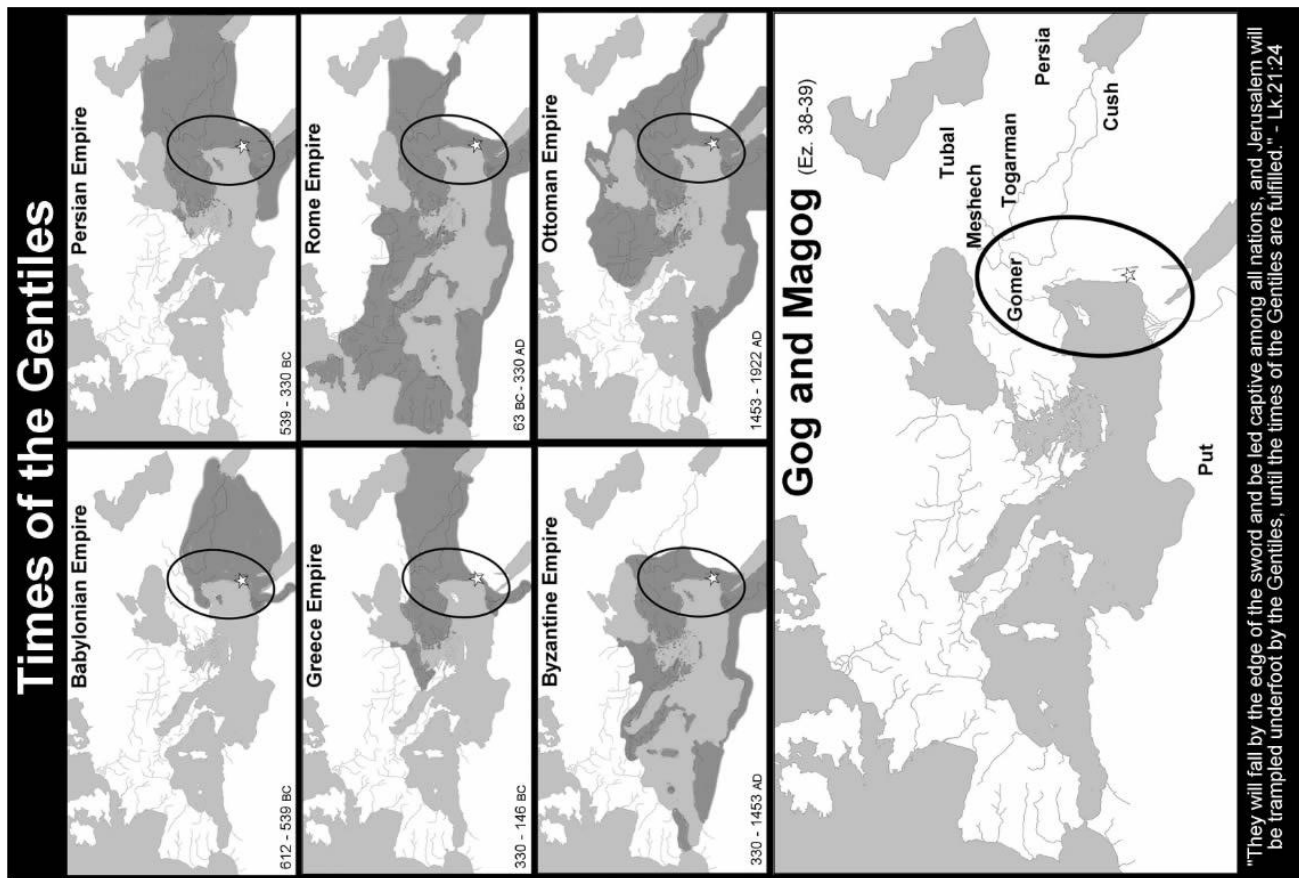 Times of the Gentiles
Babylonian Empire
612 - 539 BC
Persian Empire
539 - 330 BC
Greece Empire
330 - 146 BC
Rome Empire
63 BC - 330 AD
Byzantine Empire
330 - 1453 AD
Ottoman Empire
1453 - 1922 AD
Gog and Magog (Ez. 38-39)
Tubal
Meshech
Persia
Togarman
Gomer
Cush
Put
"They will fall by the edge of the sword and be led captive among all nations, and Jerusalem will
be trampled underfoot by the Gentiles, until the times of the Gentiles are fulfilled." - Lk.21:24